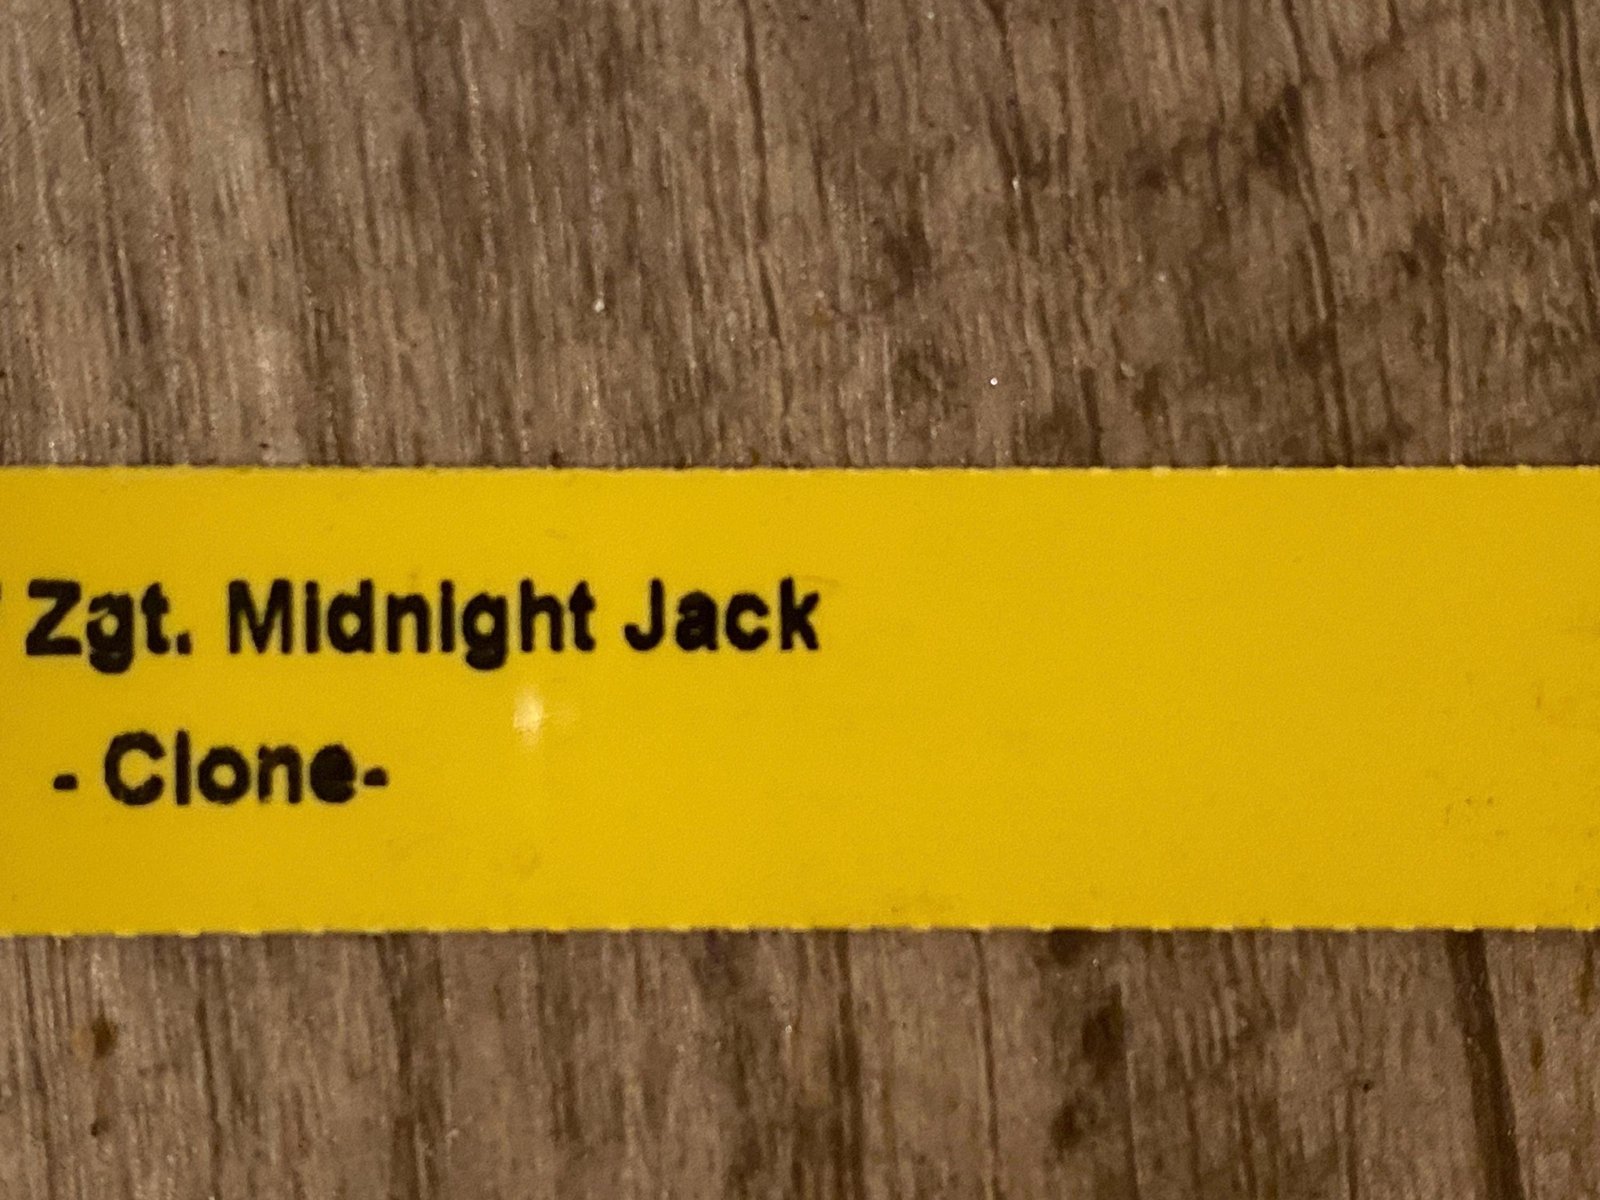 Zgt. Midnight Jack
- Clone-